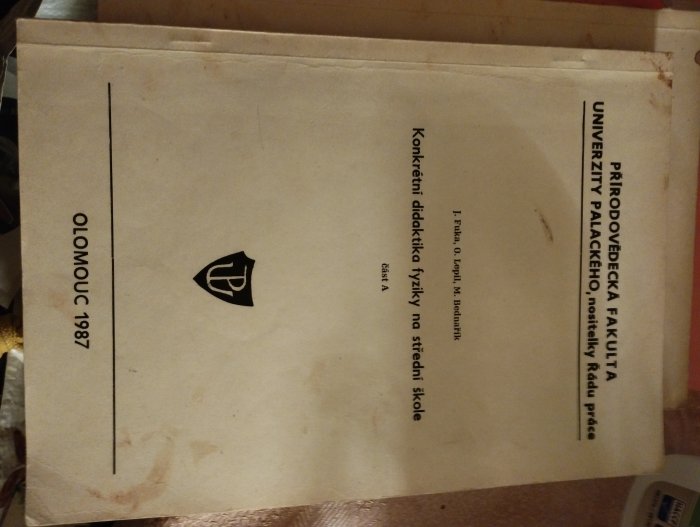 PŘÍRODOVĚDECKÁ FAKULTA
UNIVERZITY PALACKÉHO, nositelky Řádu práce
J. Fuka, O. Lepil, M. Bednařík
Konkrétní didaktika fyziky na střední škole
část A
UP
OLOMOUC 1987